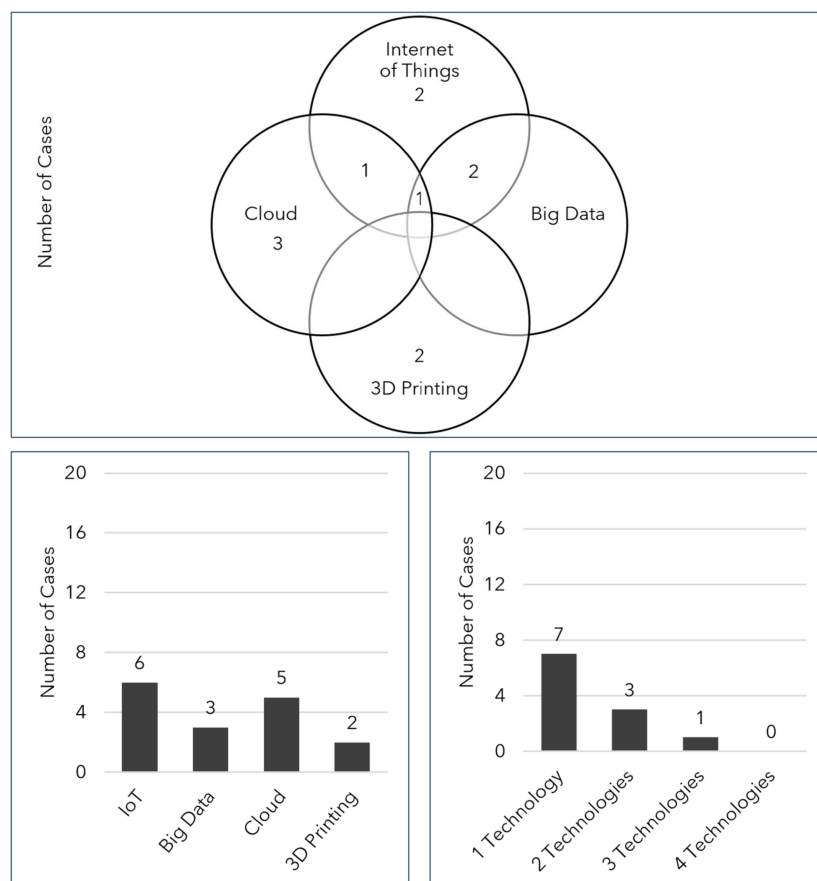 Number of Cases
Internet
of Things
2
1
2
1
Cloud
3
Big Data
2
3D Printing
Number of Cases
20
16
12
8
4
0
6
3
5
2
IoT
Big Data
Cloud
3D Printing
Number of Cases
20
16
12
8
4
0
7
3
1
0
1 Technology
2 Technologies
3 Technologies
4 Technologies